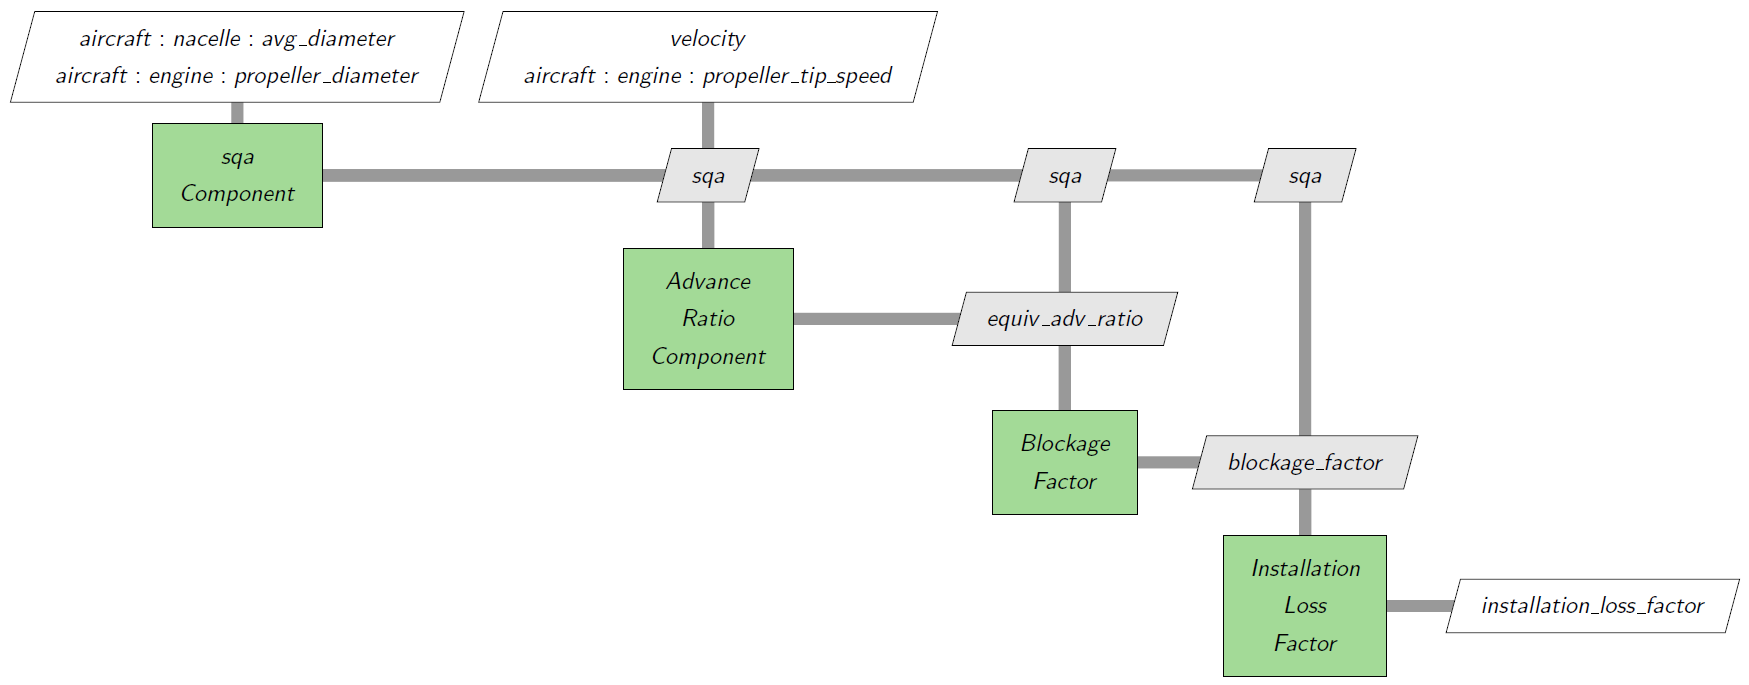 aircraft : nacelle : avg_diameter
aircraft : engine : propeller_diameter
velocity
aircraft : engine : propeller_tip_speed
sqa
Component
sqa
sqa
sqa
Advance
Ratio
Component
equiv_adv_ratio
Blockage
Factor
blockage_factor
Installation
Loss
Factor
installation_loss_factor